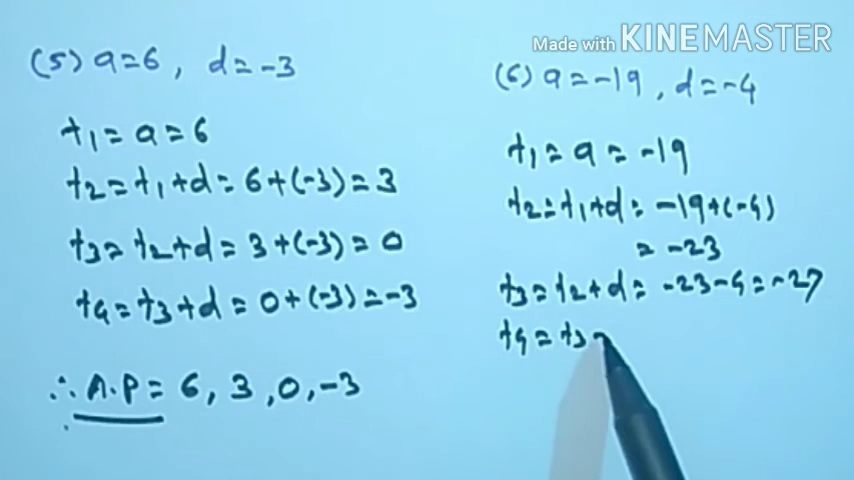 Made with KINEMASTER
(5) a=6, d=-3
t1=a=6
t2=t1+d=6+(-3)=3
t3=t2+d=3+(-3)=0
t4=t3+d=0+(-3)=-3
∴ A.P= 6, 3, 0, -3
(6) a=-19, d=-4
t1=a=-19
t2=t1+d=-19+(-4)
=-23
t3=t2+d=-23-4=-27
t4=t3